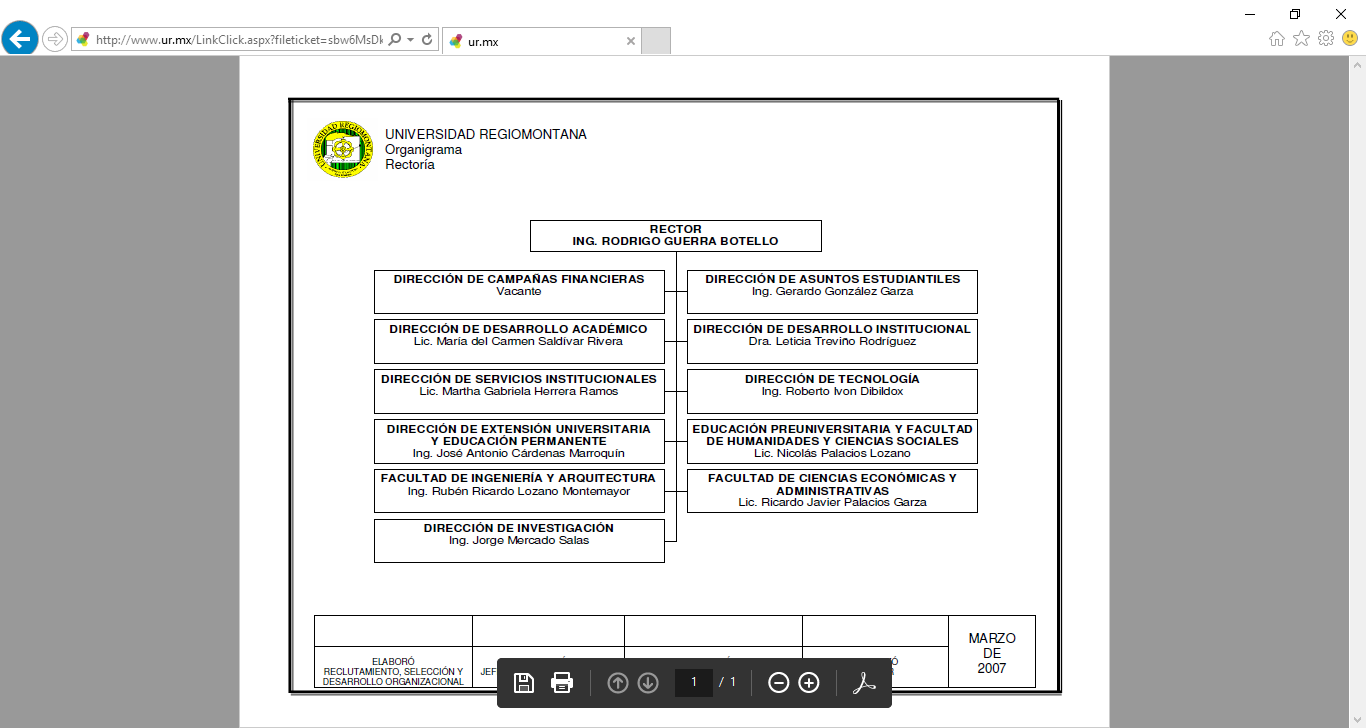 http://www.ur.mx/LinkClick.aspx?fileticket=sbw6MsDk
ur.mx
UNIVERSIDAD REGIOMONTANA
Organigrama
Rectoría
RECTOR
ING. RODRIGO GUERRA BOTELLO
DIRECCIÓN DE CAMPAÑAS FINANCIERAS
Vacante
DIRECCIÓN DE ASUNTOS ESTUDIANTILES
Ing. Gerardo González Garza
DIRECCIÓN DE DESARROLLO ACADÉMICO
Lic. María del Carmen Saldívar Rivera
DIRECCIÓN DE DESARROLLO INSTITUCIONAL
Dra. Leticia Treviño Rodríguez
DIRECCIÓN DE SERVICIOS INSTITUCIONALES
Lic. Martha Gabriela Herrera Ramos
DIRECCIÓN DE TECNOLOGÍA
Ing. Roberto Ivon Dibildox
DIRECCIÓN DE EXTENSIÓN UNIVERSITARIA
Y EDUCACIÓN PERMANENTE
Ing. José Antonio Cárdenas Marroquín
EDUCACIÓN PREUNIVERSITARIA Y FACULTAD
DE HUMANIDADES Y CIENCIAS SOCIALES
Lic. Nicolás Palacios Lozano
FACULTAD DE INGENIERÍA Y ARQUITECTURA
Ing. Rubén Ricardo Lozano Montemayor
FACULTAD DE CIENCIAS ECONÓMICAS Y
ADMINISTRATIVAS
Lic. Ricardo Javier Palacios Garza
DIRECCIÓN DE INVESTIGACIÓN
Ing. Jorge Mercado Salas
ELABORÓ
RECLUTAMIENTO, SELECCIÓN Y
DESARROLLO ORGANIZACIONAL
MARZO
DE
2007
1 / 1